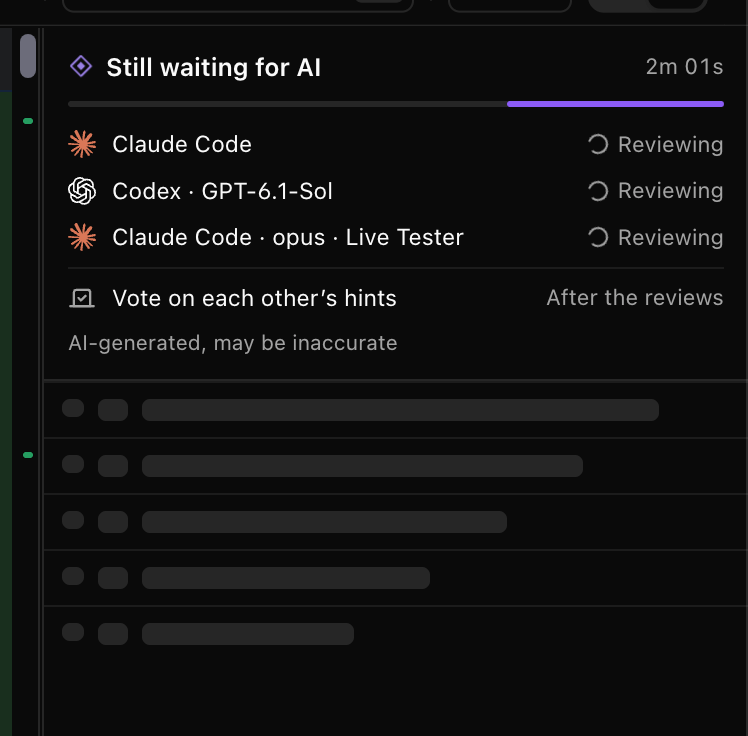 Still waiting for AI 2m 01s
Claude Code Reviewing
Codex · GPT-6.1-Sol Reviewing
Claude Code · opus · Live Tester Reviewing
Vote on each other’s hints After the reviews
AI-generated, may be inaccurate